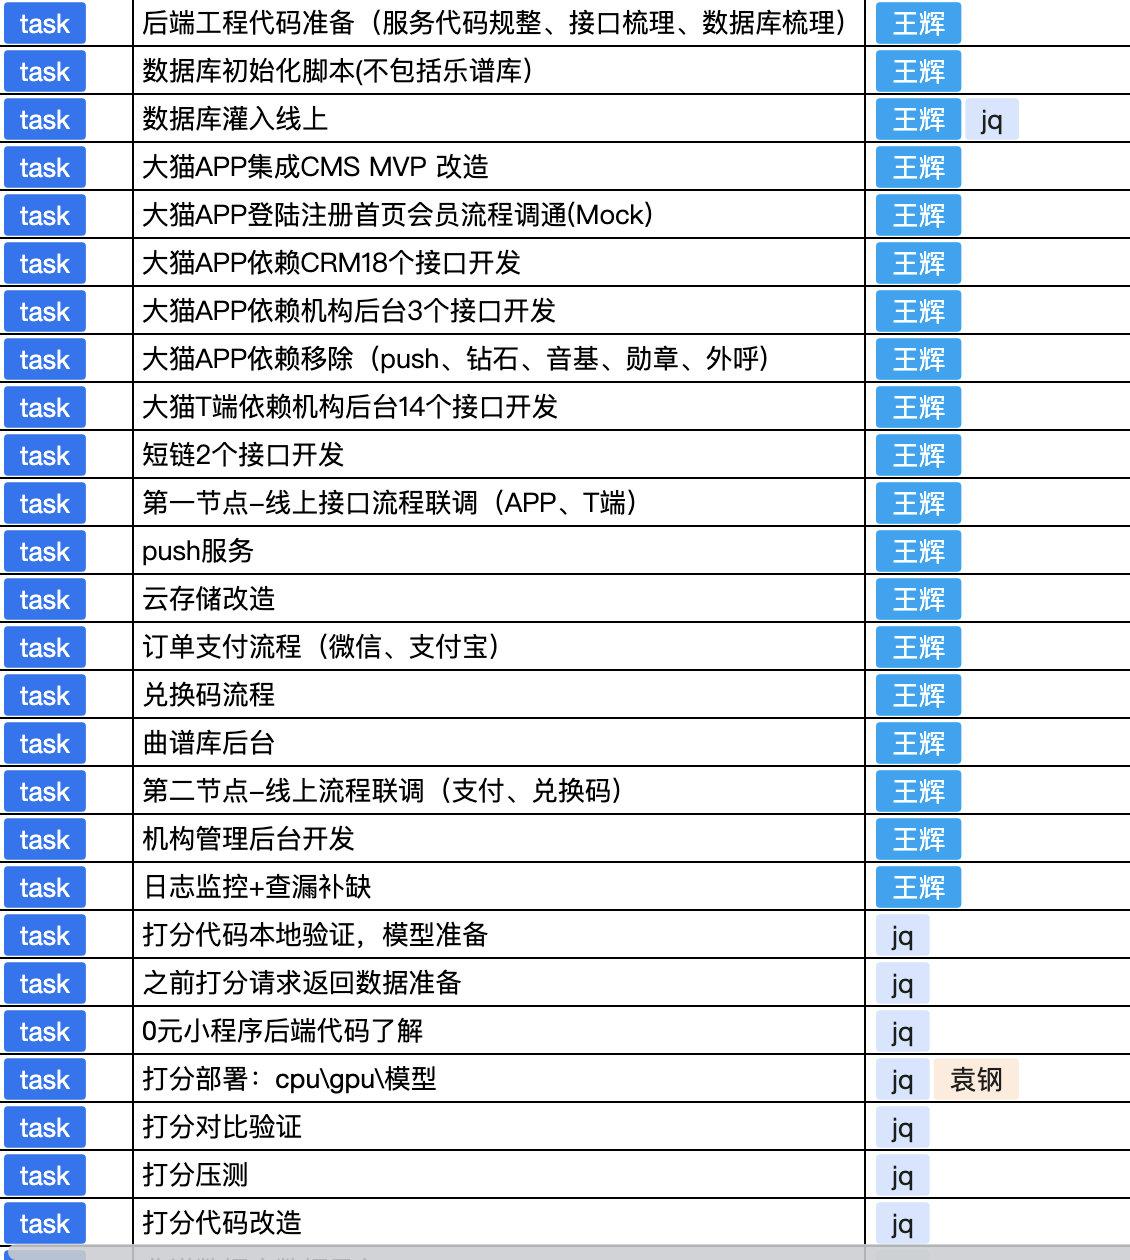 task 后端工程代码准备（服务代码规整、接口梳理、数据库梳理） 王辉
task 数据库初始化脚本(不包括乐谱库） 王辉
task 数据库灌入线上 王辉 jq
task 大猫APP集成CMS MVP 改造 王辉
task 大猫APP登陆注册首页会员流程调通(Mock) 王辉
task 大猫APP依赖CRM18个接口开发 王辉
task 大猫APP依赖机构后台3个接口开发 王辉
task 大猫APP依赖移除（push、钻石、音基、勋章、外呼） 王辉
task 大猫T端依赖机构后台14个接口开发 王辉
task 短链2个接口开发 王辉
task 第一节点–线上接口流程联调（APP、T端） 王辉
task push服务 王辉
task 云存储改造 王辉
task 订单支付流程（微信、支付宝） 王辉
task 兑换码流程 王辉
task 曲谱库后台 王辉
task 第二节点–线上流程联调（支付、兑换码） 王辉
task 机构管理后台开发 王辉
task 日志监控+查漏补缺 王辉
task 打分代码本地验证，模型准备 jq
task 之前打分请求返回数据准备 jq
task 0元小程序后端代码了解 jq
task 打分部署：cpu\gpu\模型 jq 袁钢
task 打分对比验证 jq
task 打分压测 jq
task 打分代码改造 jq